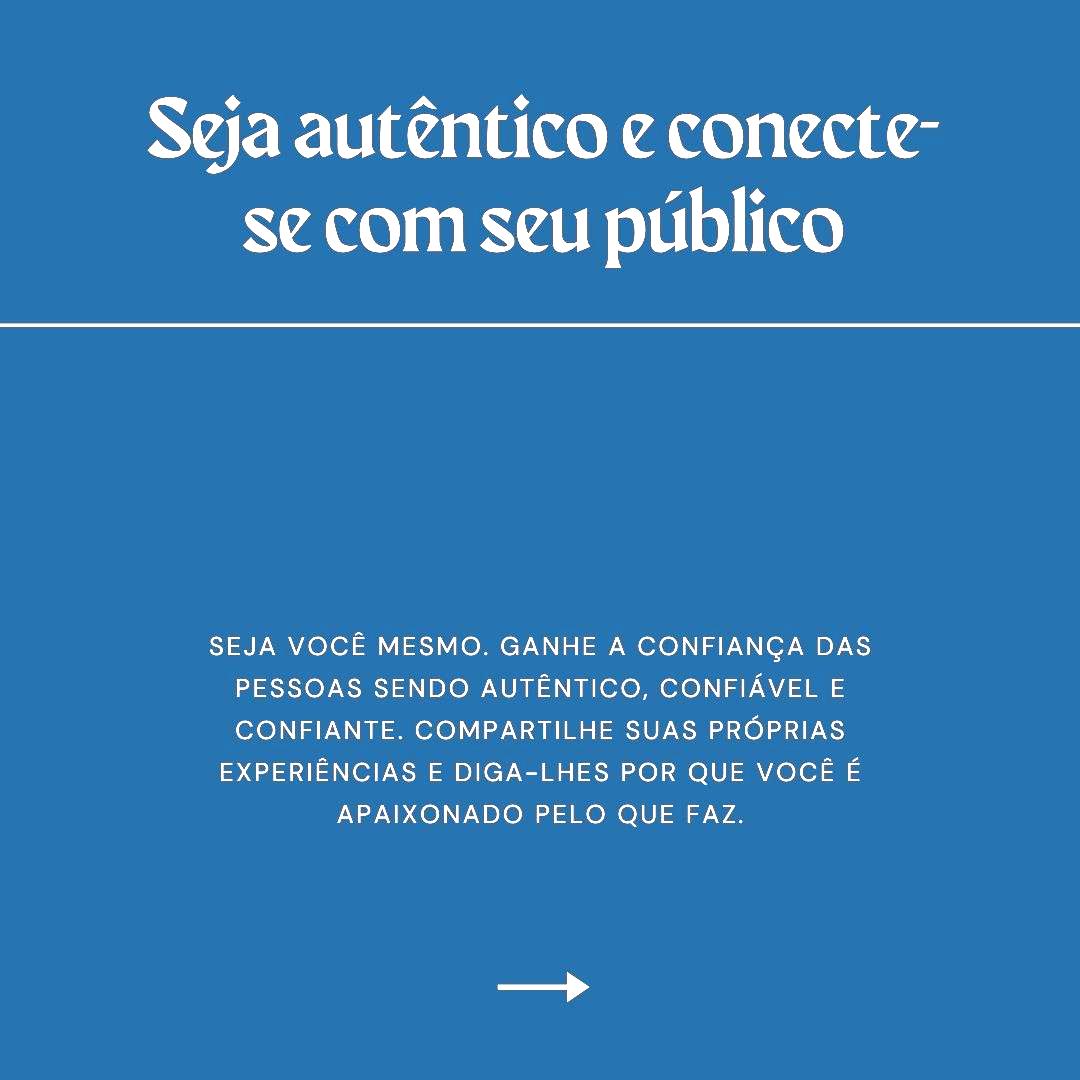 Seja autêntico e conecte-
se com seu público
SEJA VOCÊ MESMO. GANHE A CONFIANÇA DAS
PESSOAS SENDO AUTÊNTICO, CONFIÁVEL E
CONFIANTE. COMPARTILHE SUAS PRÓPRIAS
EXPERIÊNCIAS E DIGA-LHES POR QUE VOCÊ É
APAIXONADO PELO QUE FAZ.